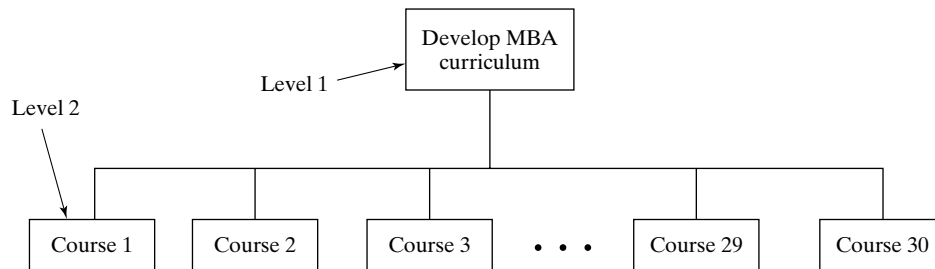 Develop MBA
curriculum
Level 1
Level 2
Course 1
Course 2
Course 3
• • •
Course 29
Course 30